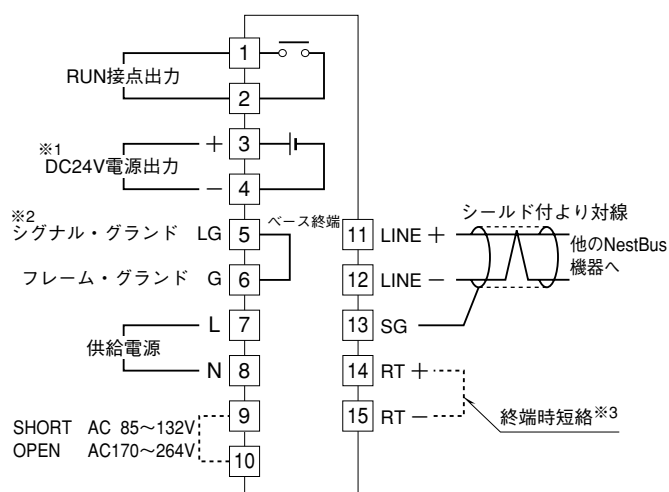 1
RUN接点出力
2
※1
DC24V電源出力
＋ 3
－ 4
※2
シグナル・グランド LG 5
ベース終端
フレーム・グランド G 6
L 7
供給電源
N 8
SHORT AC 85～132V
OPEN AC170～264V
9
10
シールド付より対線
11 LINE ＋
他のNestBus
機器へ
12 LINE －
13 SG
14 RT ＋
15 RT －
終端時短絡※3